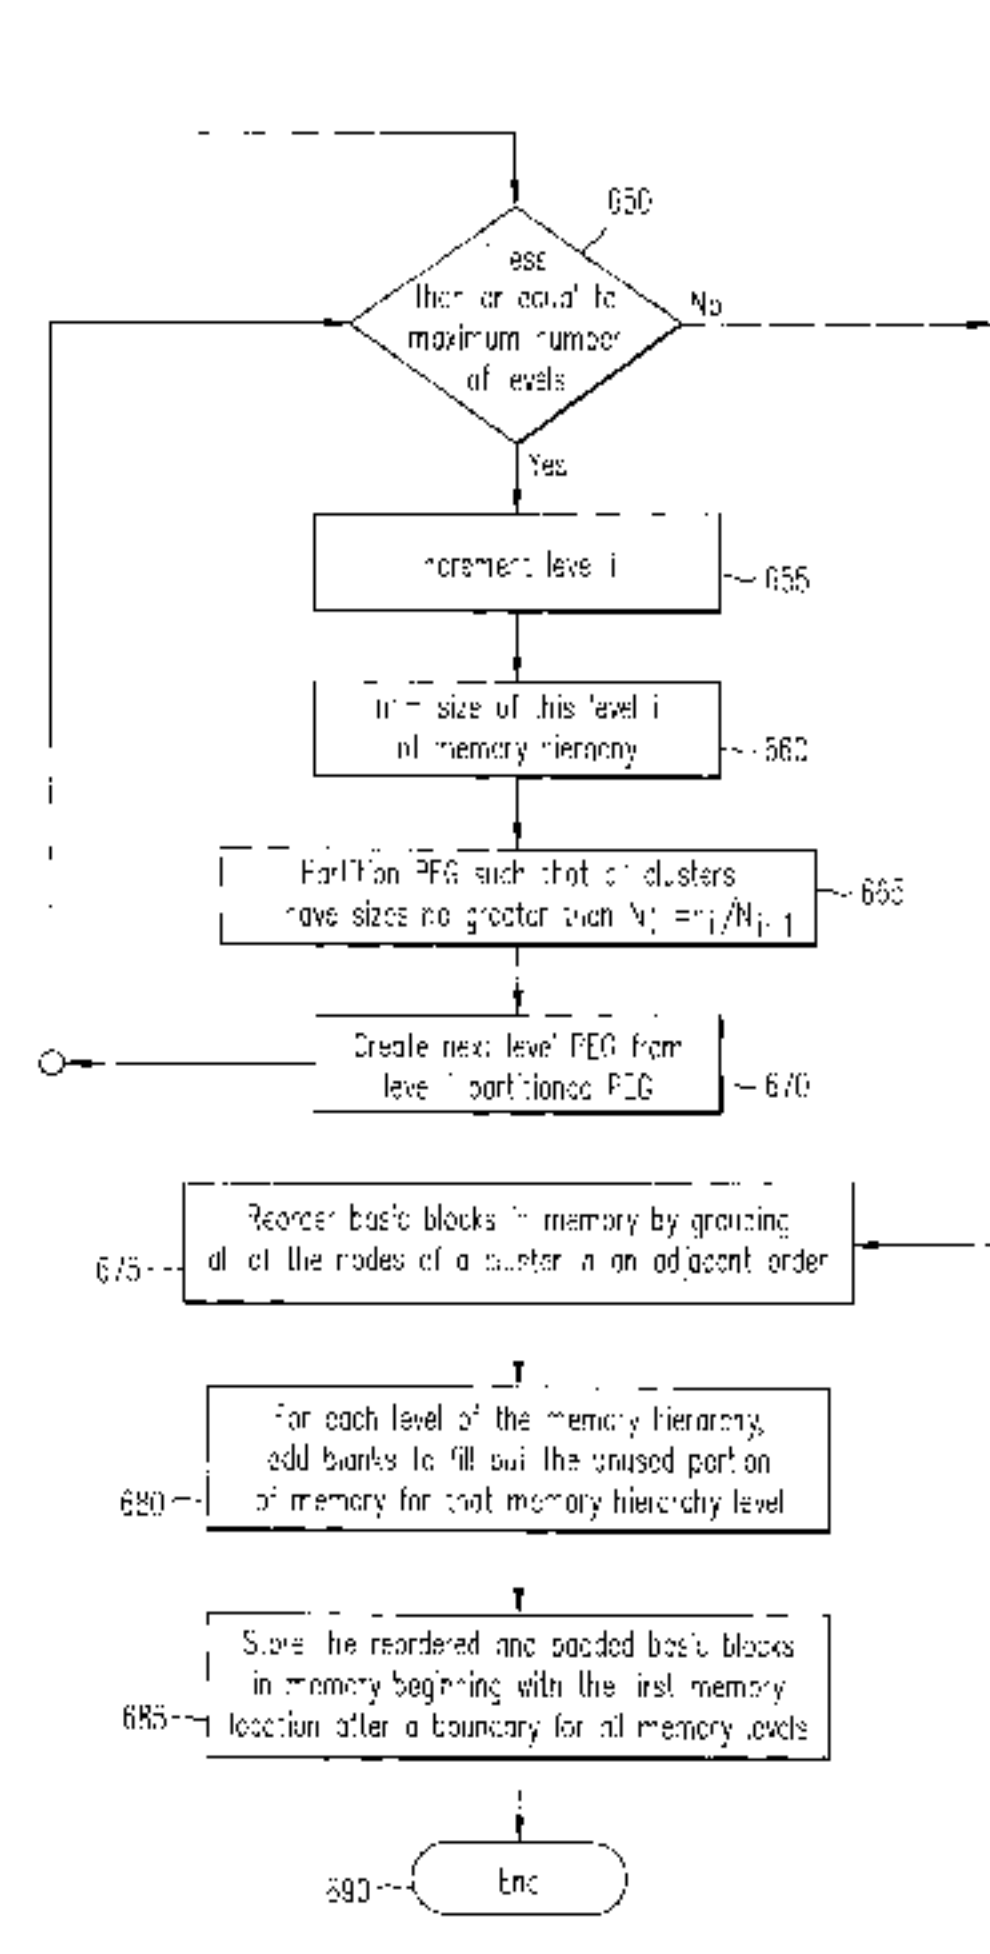 650
Less
than or equal to
maximum number
of levels
No
Yes
Increment level i
655
size of this level i
of memory hierarchy
660
Partition PEG such that all clusters
have sizes no greater than N_i = n_i/N_i-1
665
Create next level PEG from
level i partitioned PEG
670
Reorder basic blocks in memory by grouping
all of the nodes of a cluster in an adjacent order
675
For each level of the memory hierarchy,
add blanks to fill out the unused portion
of memory for that memory hierarchy level
680
Store the reordered and padded basic blocks
in memory beginning with the first memory
location after a boundary for all memory levels
685
End
690